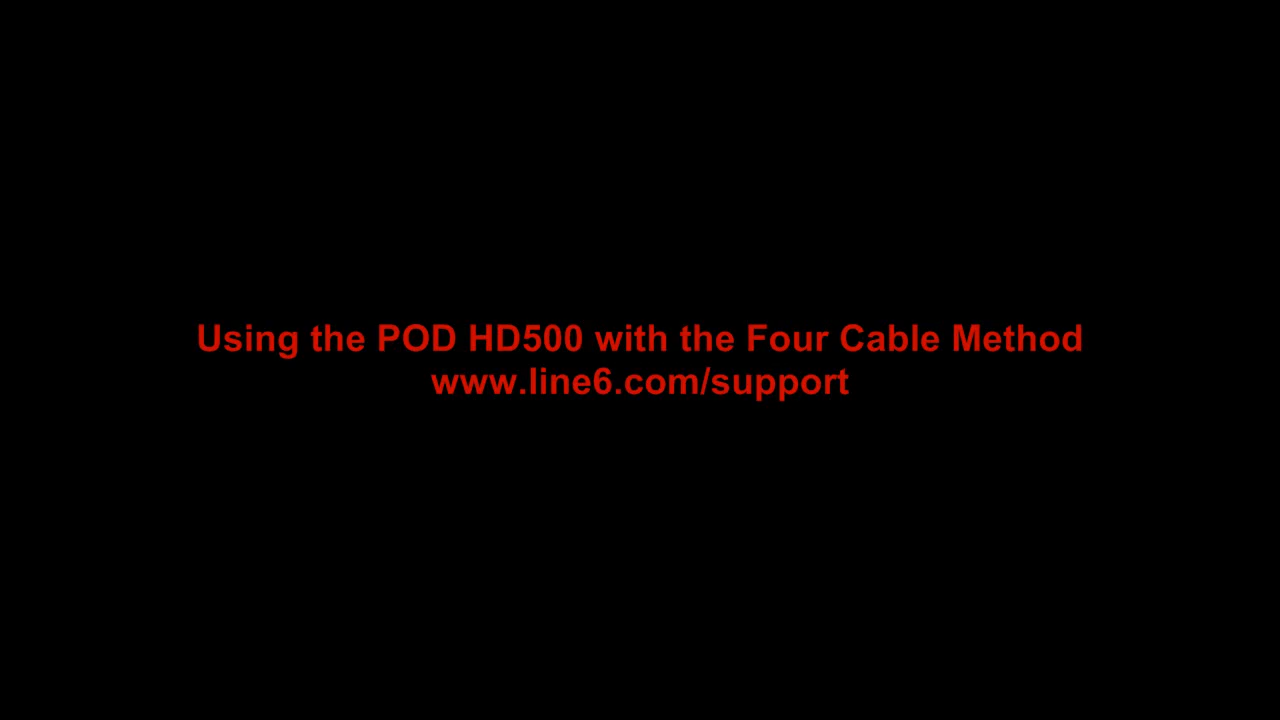 Using the POD HD500 with the Four Cable Method
www.line6.com/support